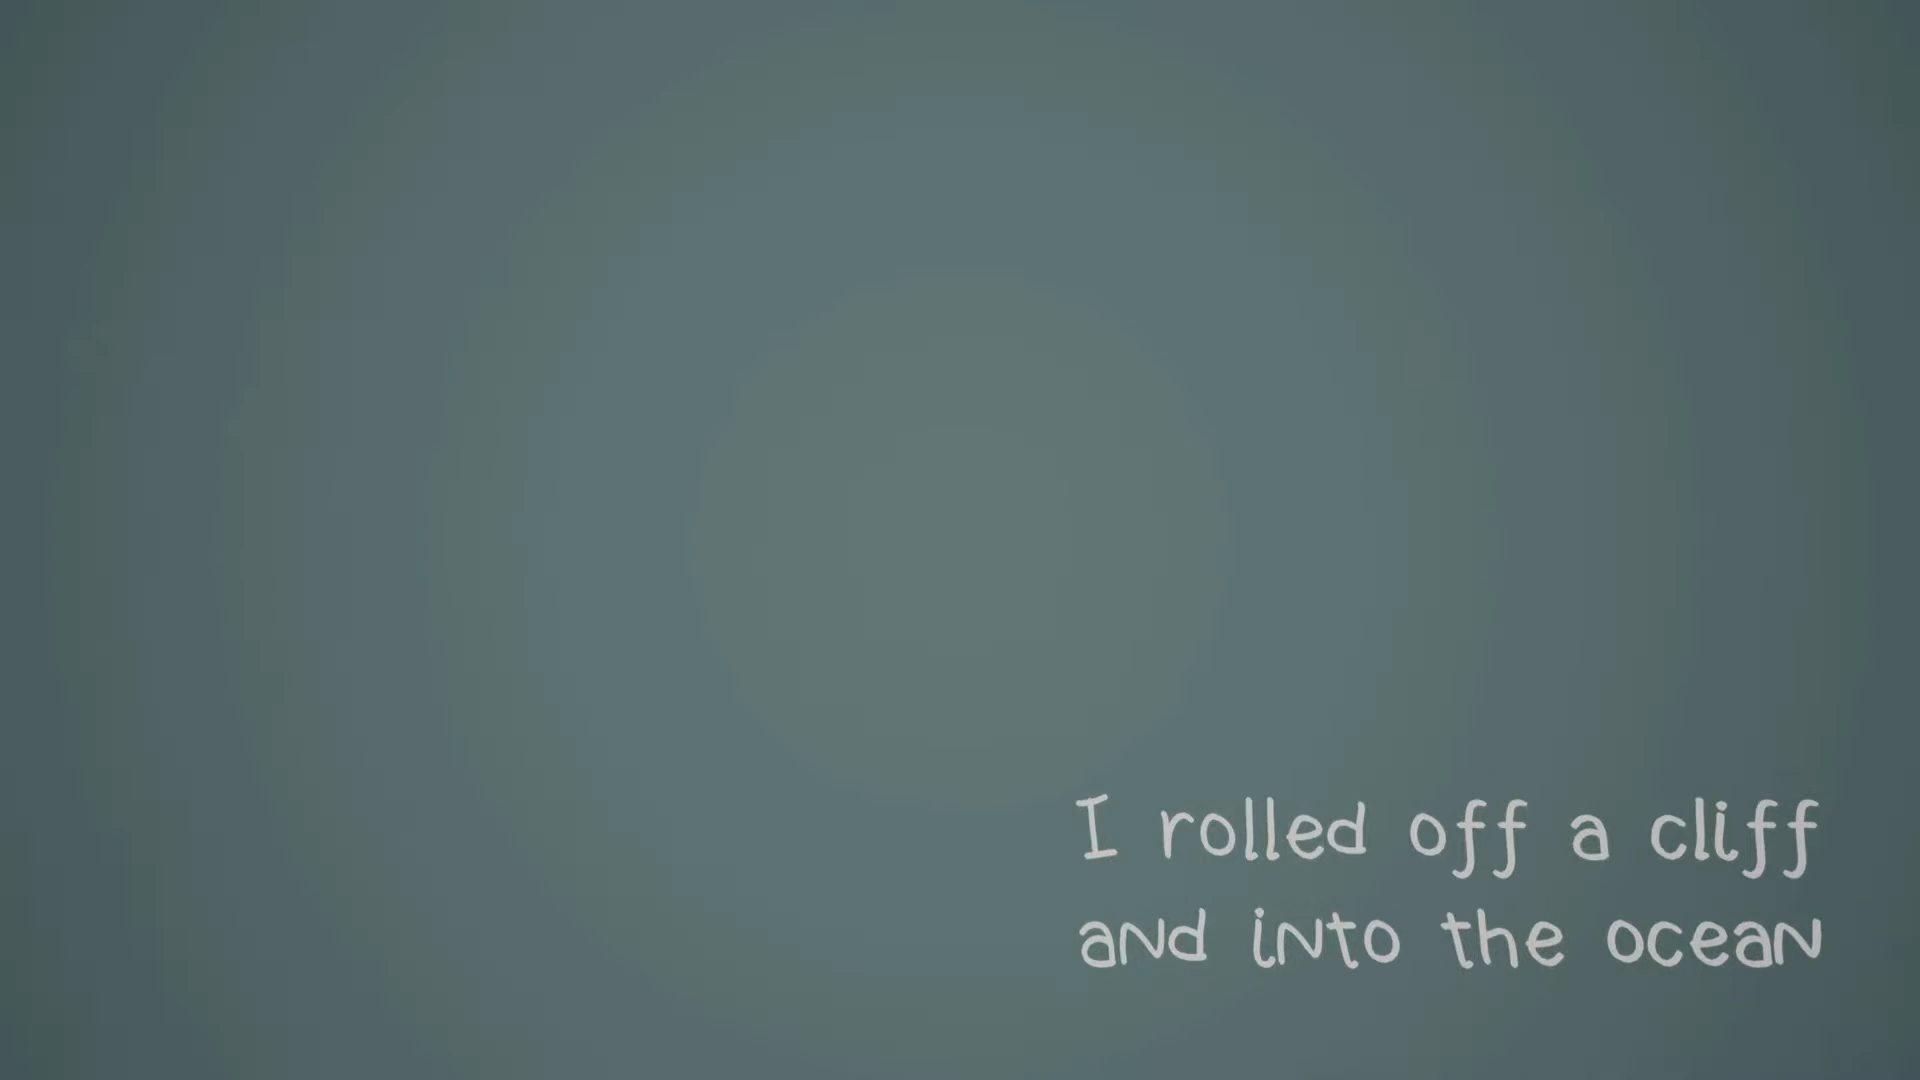 I rolled off a cliff
and into the ocean